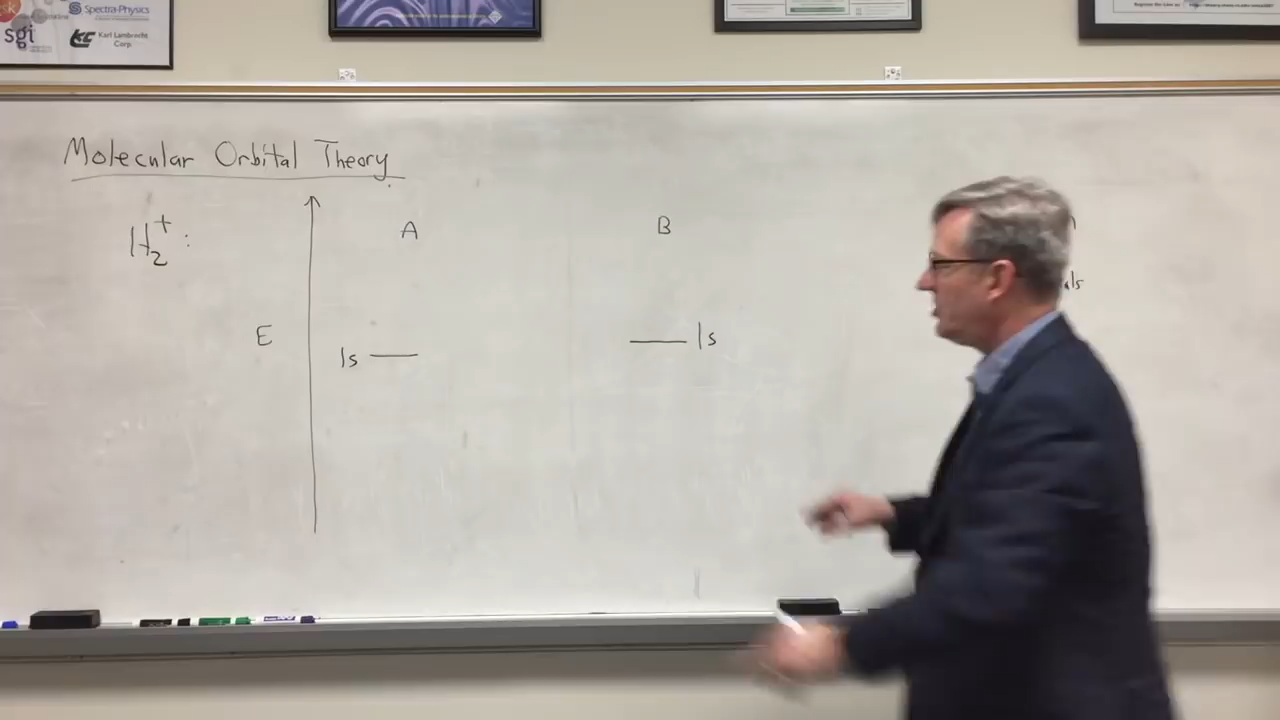 Spectra-Physics
sgi
Karl Lambrecht
Corp.
Molecular Orbital Theory
H2+:
A
B
E
1s
1s